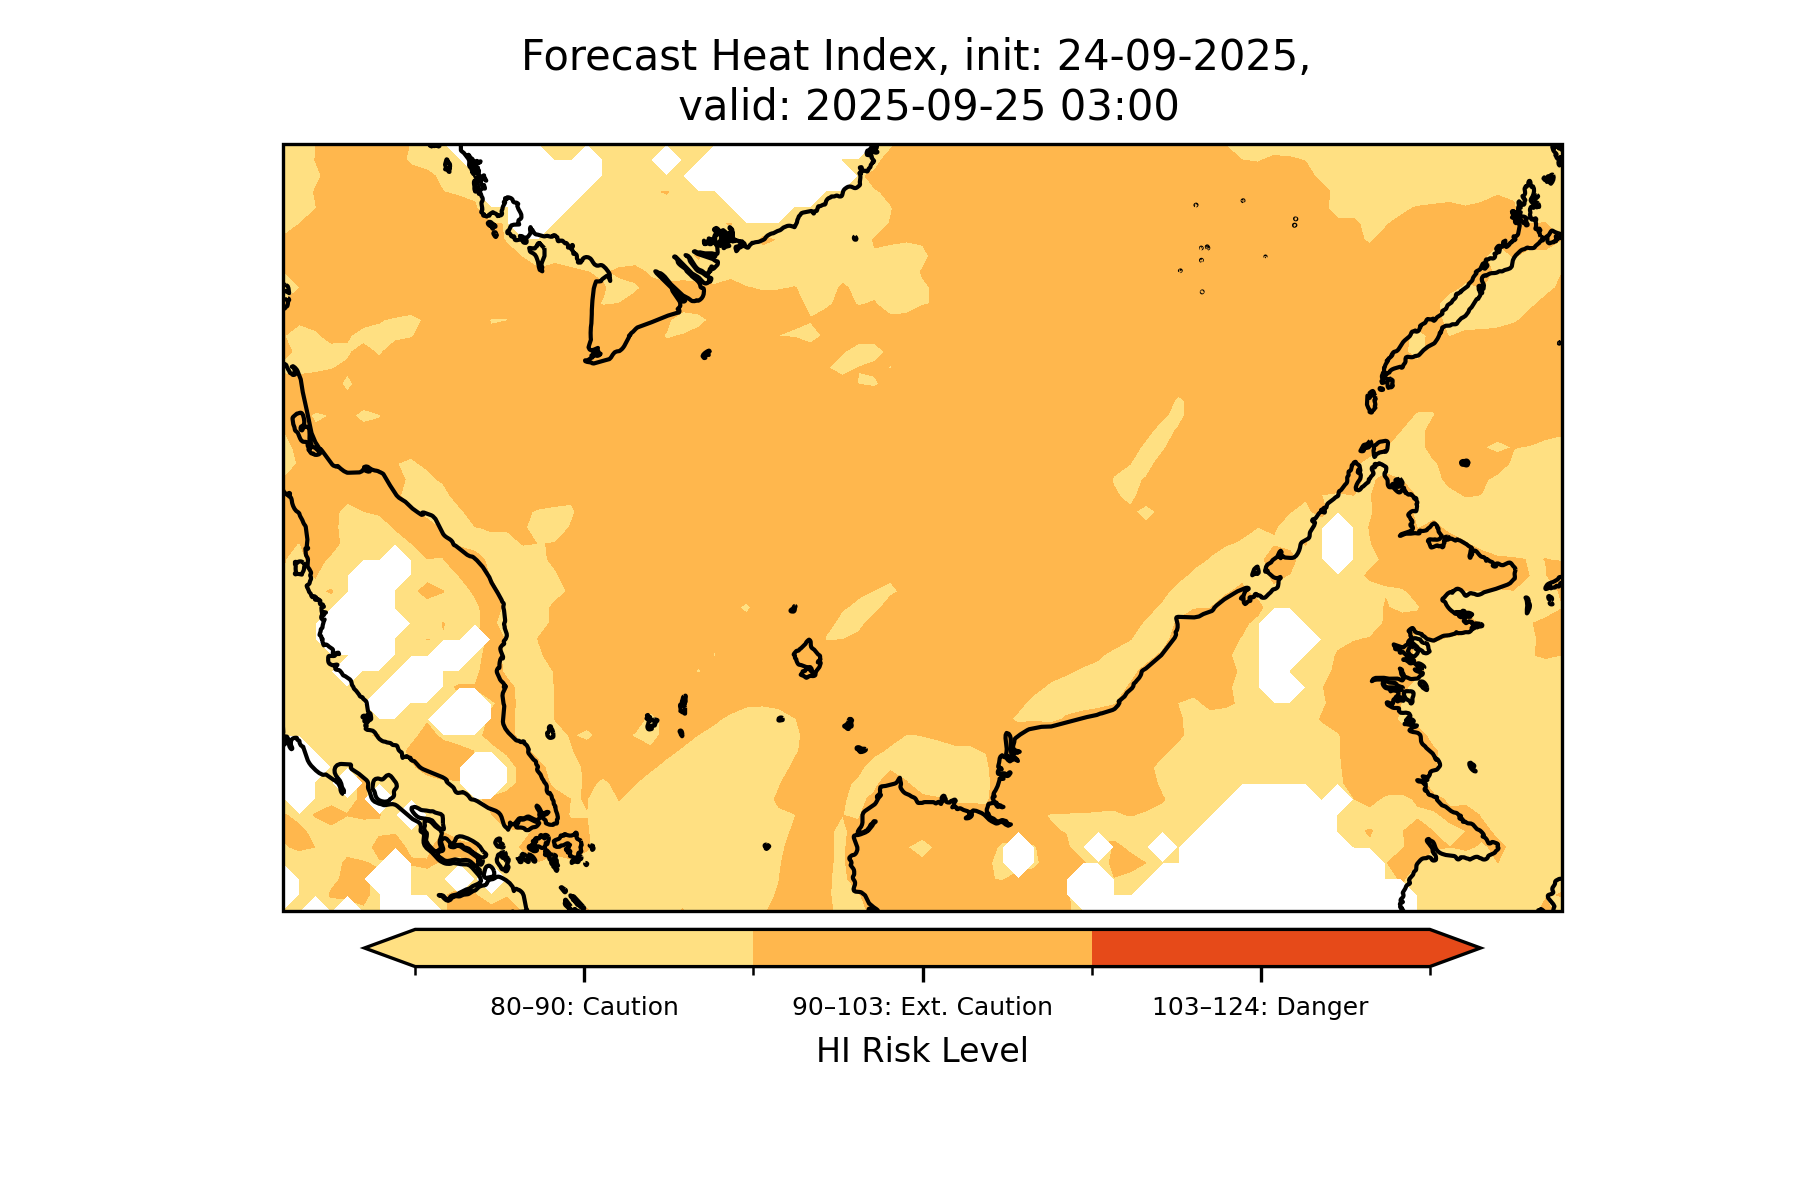 Forecast Heat Index, init: 24-09-2025,
valid: 2025-09-25 03:00
80–90: Caution
90–103: Ext. Caution
103–124: Danger
HI Risk Level